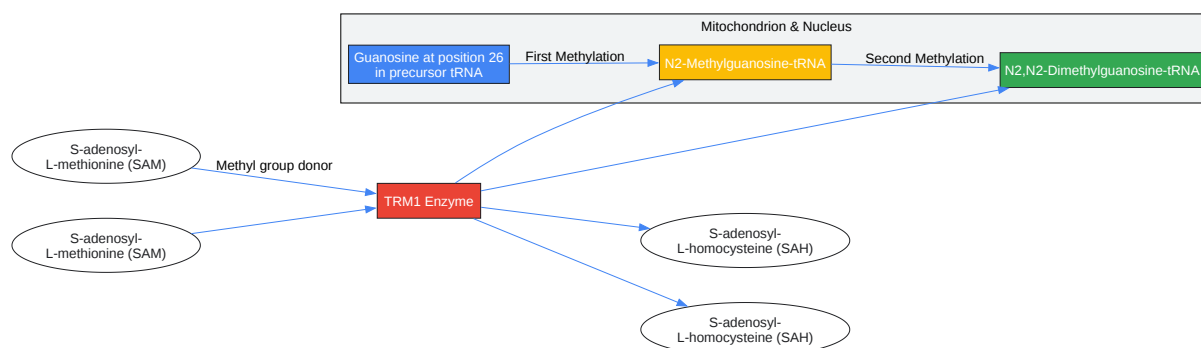 Mitochondrion & Nucleus
Guanosine at position 26
in precursor tRNA
First Methylation
N2-Methylguanosine-tRNA
Second Methylation
N2,N2-Dimethylguanosine-tRNA
S-adenosyl-
L-methionine (SAM)
Methyl group donor
TRM1 Enzyme
S-adenosyl-
L-methionine (SAM)
S-adenosyl-
L-homocysteine (SAH)
S-adenosyl-
L-homocysteine (SAH)